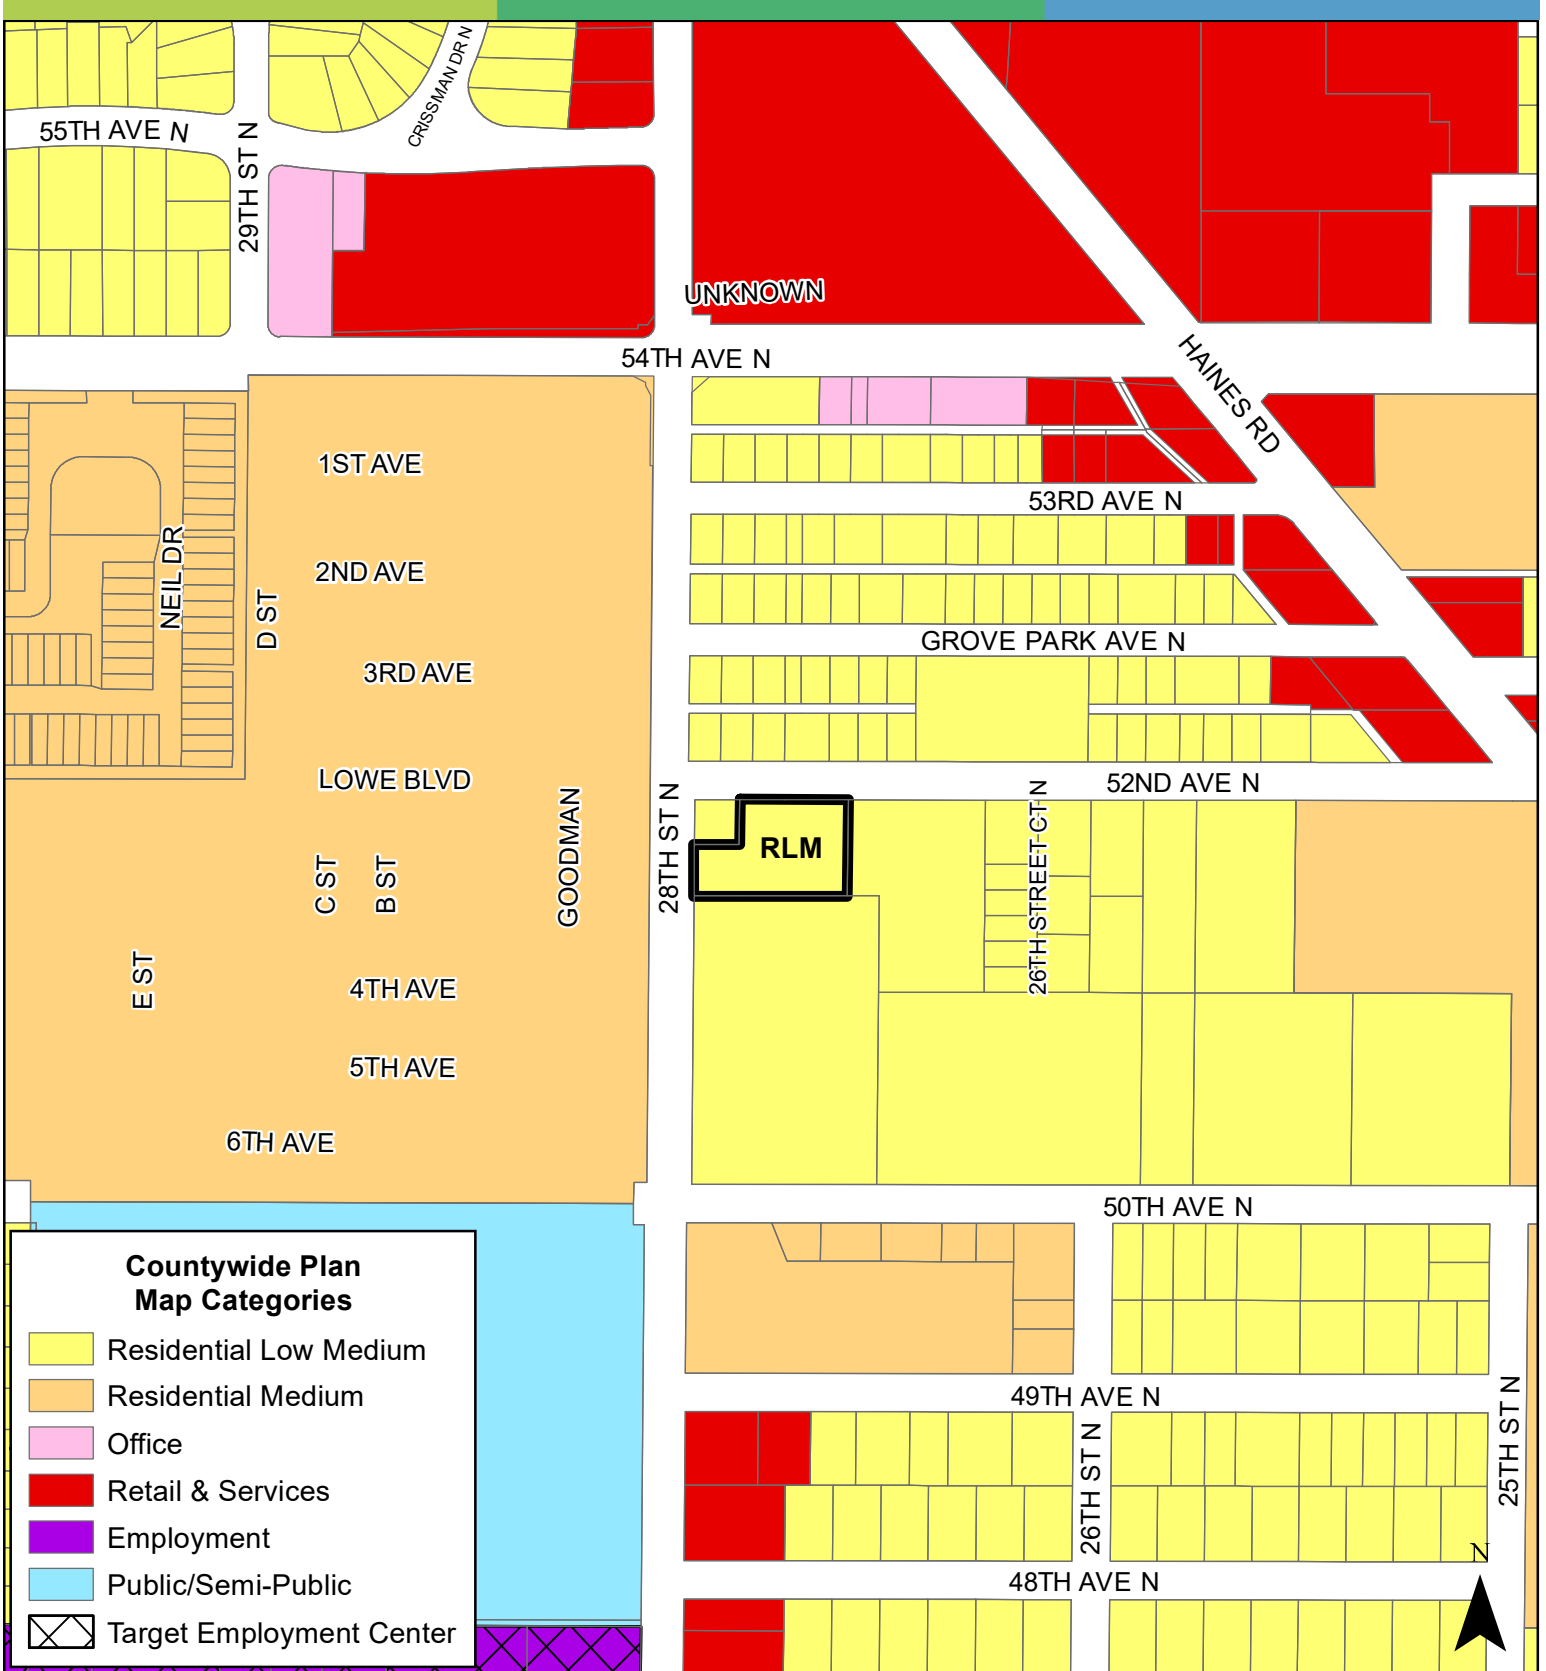 CRISSMAN DR N
55TH AVE N
29TH ST N
UNKNOWN
54TH AVE N
HAINES RD
1ST AVE
53RD AVE N
2ND AVE
NEIL DR
D ST
GROVE PARK AVE N
3RD AVE
LOWE BLVD
52ND AVE N
GOODMAN
28TH ST N
RLM
26TH STREET CT N
C ST
B ST
E ST
4TH AVE
5TH AVE
6TH AVE
50TH AVE N
Countywide Plan
Map Categories
Residential Low Medium
Residential Medium
Office
Retail & Services
Employment
Public/Semi-Public
Target Employment Center
49TH AVE N
26TH ST N
25TH ST N
N
48TH AVE N